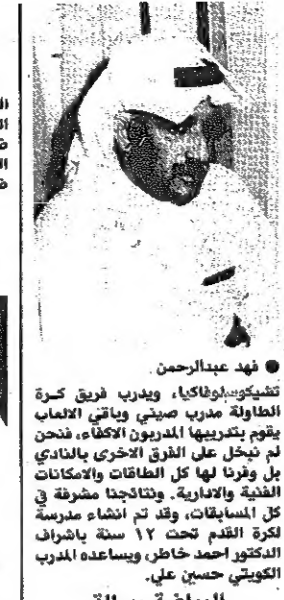 ● فهد عبدالرحمن
تشيكوسلوفاكيا، ويدرب فريق كرة
الطاولة مدرب صيني وباقي الالعاب
يقوم بتدريبها المدربون الاكفاء، فنحن
لم نبخل على الفرق الاخرى بالنادي
بل وفرنا لها كل الطاقات والامكانات
الفنية والادارية. ونتائجنا مشرفة في
كل المسابقات، وقد تم انشاء مدرسة
لكرة القدم تحت ١٢ سنة باشراف
الدكتور احمد خاطر، ويساعده المدرب
الكويتي حسين علي.